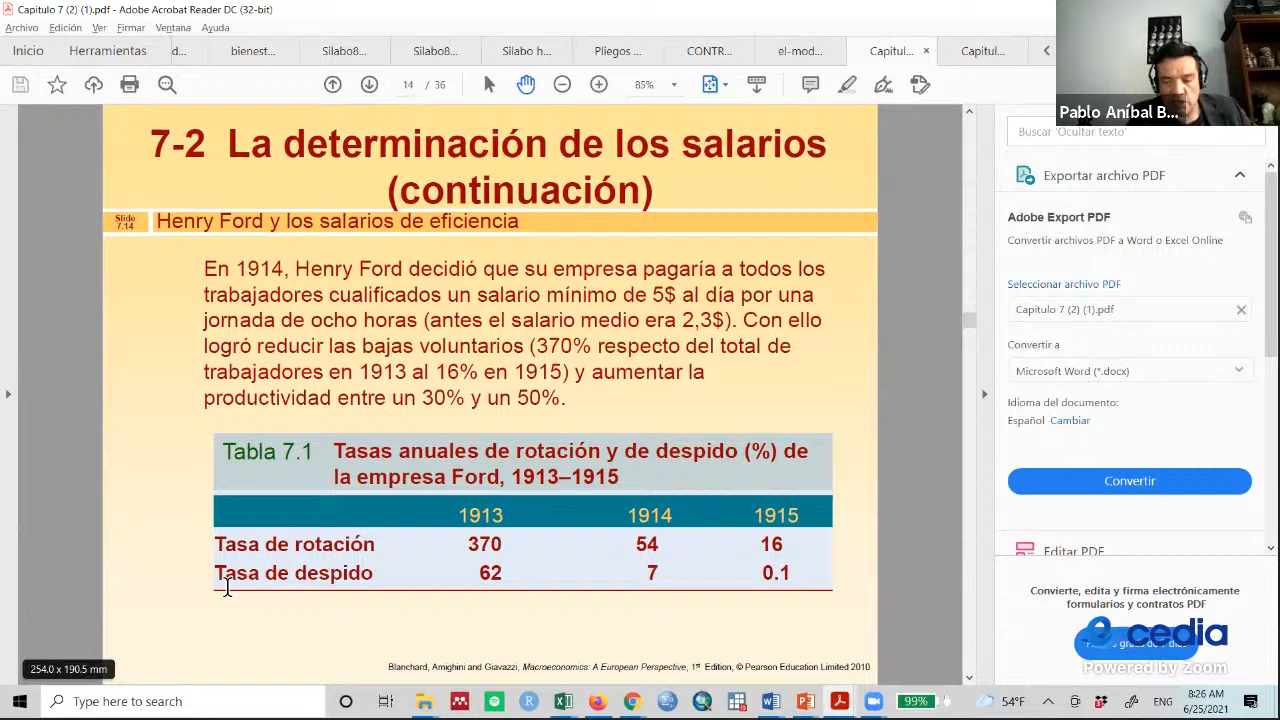 Capitulo 7 (2) (1).pdf - Adobe Acrobat Reader DC (32-bit)
Archivo Edición Ver Firmar Ventana Ayuda
Inicio Herramientas d... bienest... Silabo8... Silabo8... Silabo h... Pliegos ... CONTR... el-mod... Capitul... × Capitul...
14 / 36 85%
Pablo Aníbal B...
7-2 La determinación de los salarios
(continuación)
Slide
7.14
Henry Ford y los salarios de eficiencia
En 1914, Henry Ford decidió que su empresa pagaría a todos los
trabajadores cualificados un salario mínimo de 5$ al día por una
jornada de ocho horas (antes el salario medio era 2,3$). Con ello
logró reducir las bajas voluntarios (370% respecto del total de
trabajadores en 1913 al 16% en 1915) y aumentar la
productividad entre un 30% y un 50%.
Tabla 7.1 Tasas anuales de rotación y de despido (%) de
la empresa Ford, 1913–1915
1913 1914 1915
Tasa de rotación 370 54 16
Tasa de despido 62 7 0.1
Blanchard, Amighini and Giavazzi, Macroeconomics: A European Perspective, 1st Edition, © Pearson Education Limited 2010
254.0 x 190.5 mm
Buscar 'Ocultar texto'
Exportar archivo PDF
Adobe Export PDF
Convertir archivos PDF a Word o Excel Online
Seleccionar archivo PDF
Capitulo 7 (2) (1).pdf
Convertir a
Microsoft Word (*.docx)
Idioma del documento:
Español Cambiar
Convertir
Editar PDF
Convierte, edita y firma electrónicamente
formularios y contratos PDF
cedia
Powered by Zoom
Type here to search
99% 54°F ENG
8:26 AM
6/25/2021